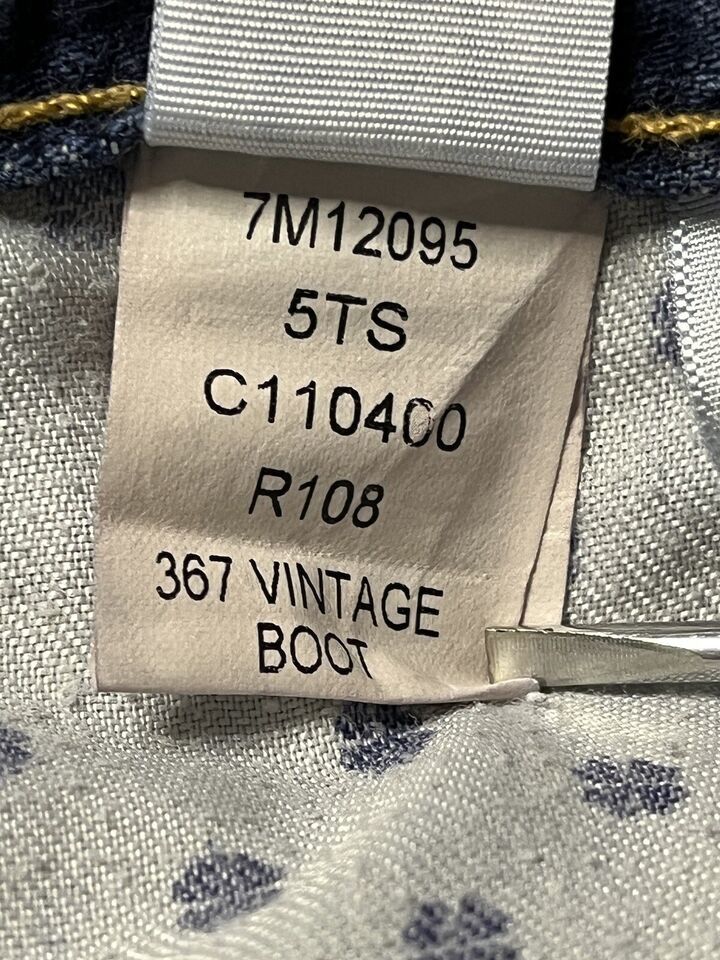 7M12095
5TS
C110400
R108
367 VINTAGE
BOOT